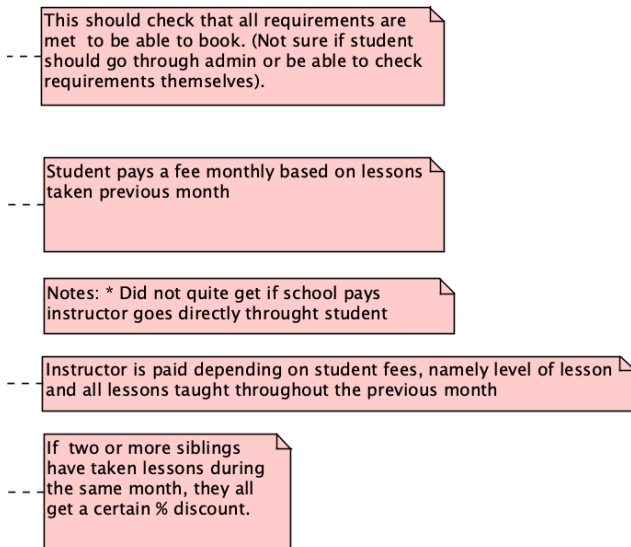 This should check that all requirements are
met to be able to book. (Not sure if student
should go through admin or be able to check
requirements themselves).
Student pays a fee monthly based on lessons
taken previous month
Notes: * Did not quite get if school pays
instructor goes directly throught student
Instructor is paid depending on student fees, namely level of lesson
and all lessons taught throughout the previous month
If two or more siblings
have taken lessons during
the same month, they all
get a certain % discount.